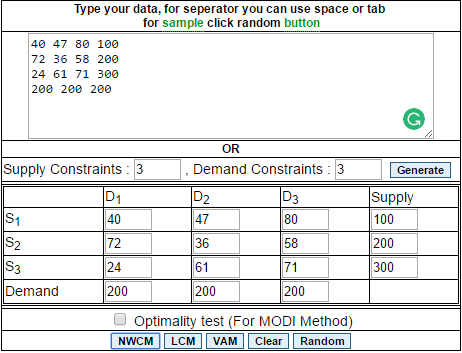 Type your data, for seperator you can use space or tab
for sample click random button
40 47 80 100
72 36 58 200
24 61 71 300
200 200 200
OR
Supply Constraints : 3 , Demand Constraints : 3 Generate
D1 D2 D3 Supply
S1 40 47 80 100
S2 72 36 58 200
S3 24 61 71 300
Demand 200 200 200
Optimality test (For MODI Method)
NWCM LCM VAM Clear Random